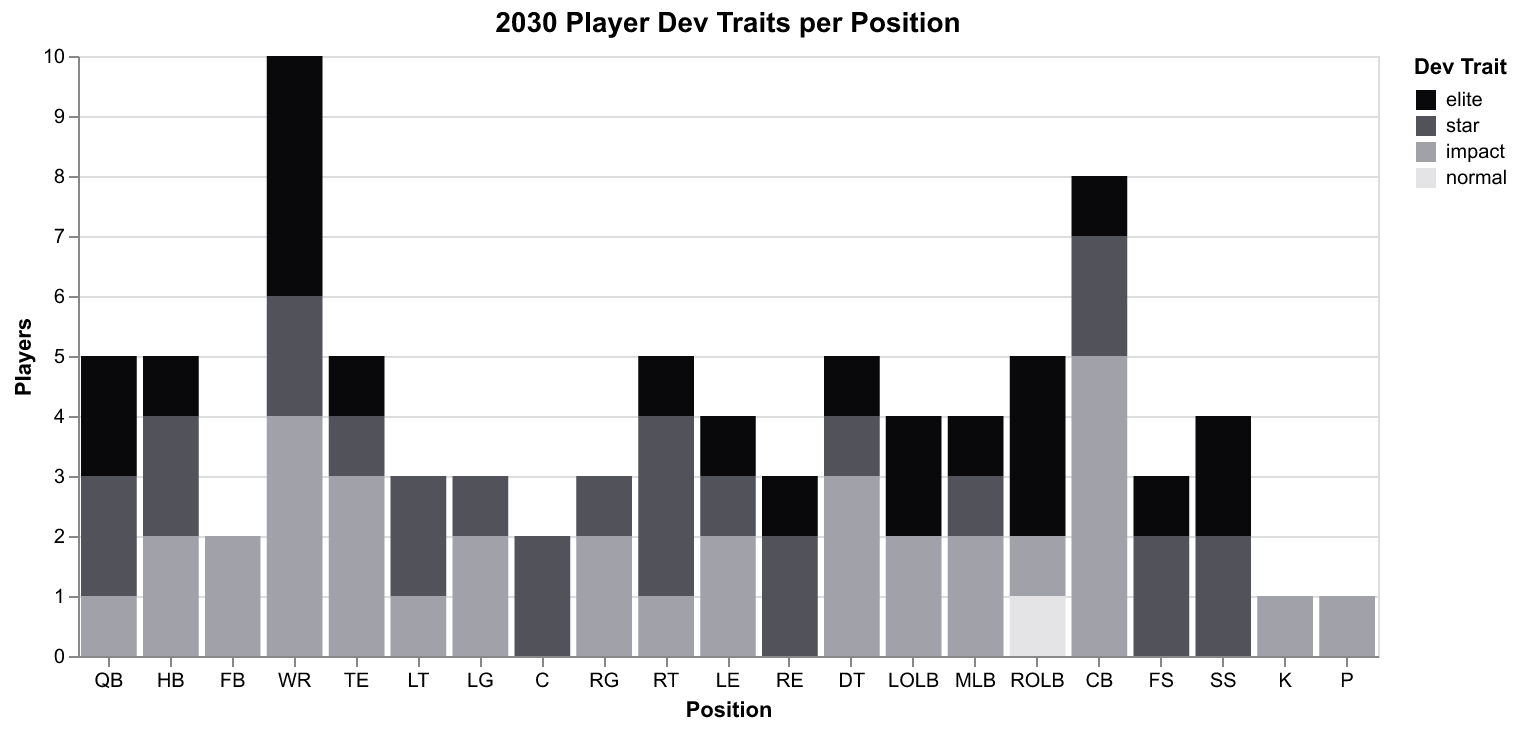 2030 Player Dev Traits per Position
10
9
8
7
6
5
4
3
2
1
0
Players
QB HB FB WR TE LT LG C RG RT LE RE DT LOLB MLB ROLB CB FS SS K P
Position
Dev Trait
elite
star
impact
normal